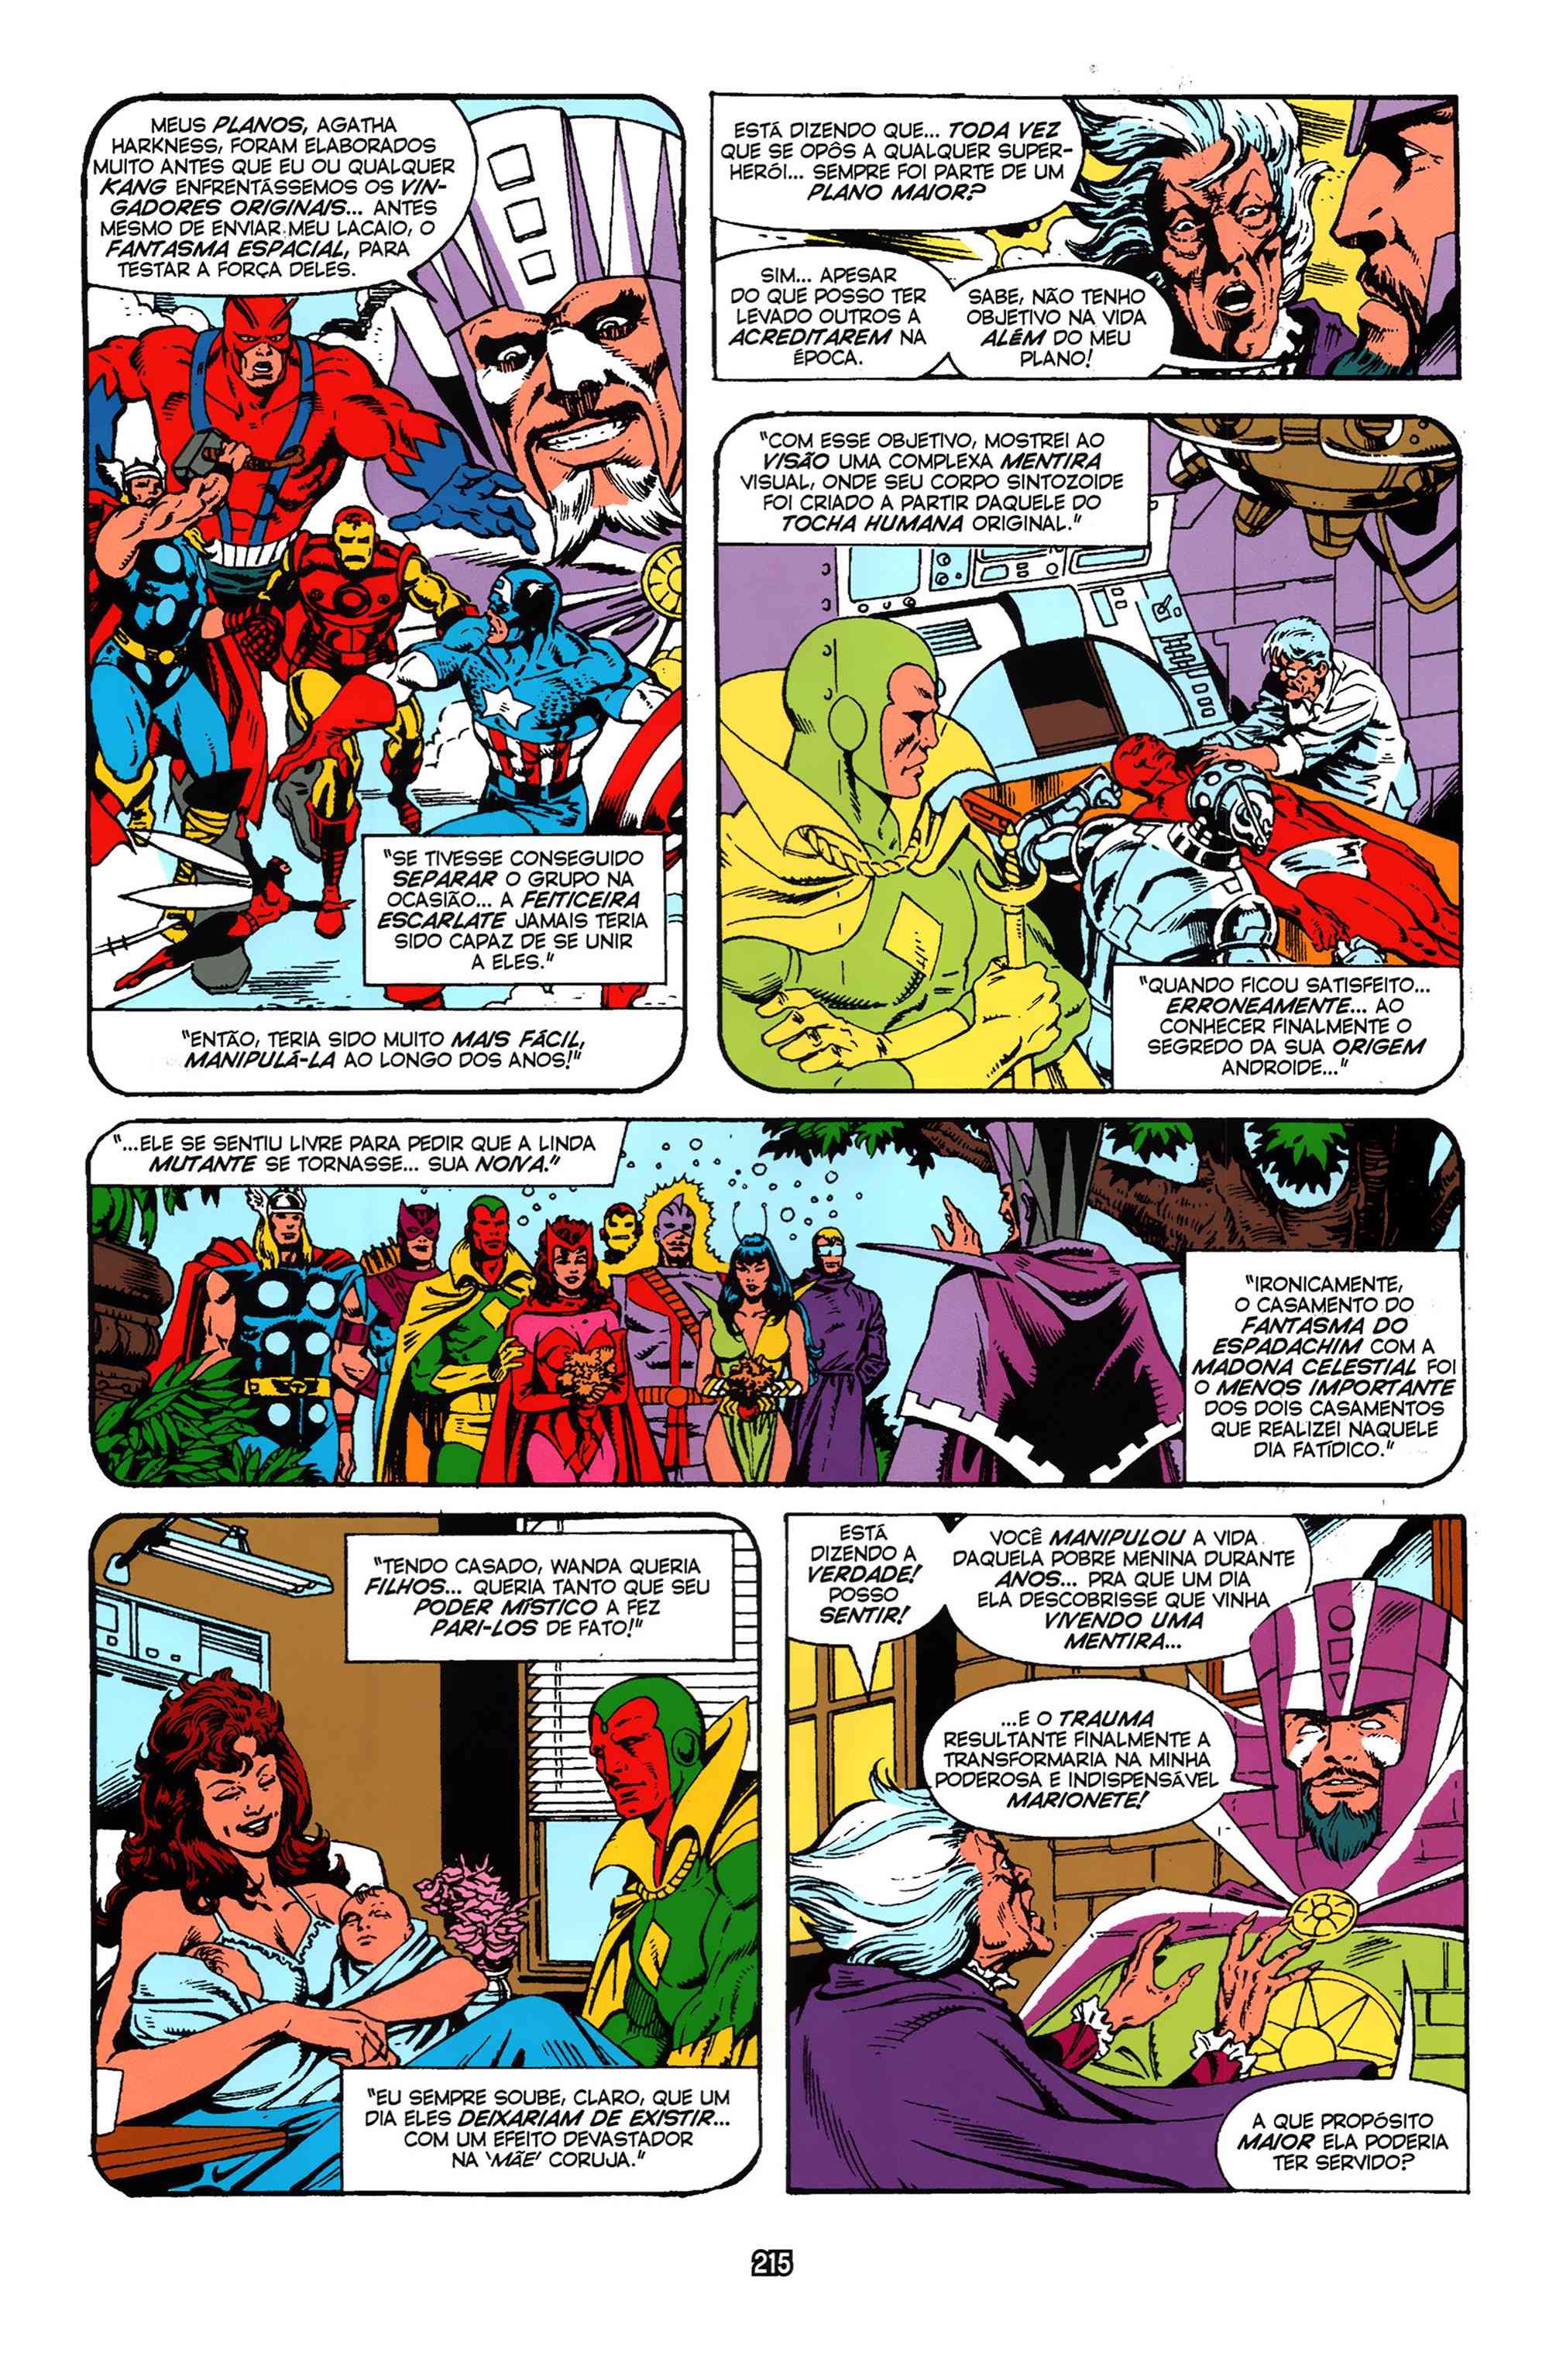 MEUS PLANOS, AGATHA
HARKNESS, FORAM ELABORADOS
MUITO ANTES QUE EU OU QUALQUER
KANG ENFRENTÁSSEMOS OS VIN-
GADORES ORIGINAIS... ANTES
MESMO DE ENVIAR MEU LACAIO, O
FANTASMA ESPACIAL, PARA
TESTAR A FORÇA DELES.
"SE TIVESSE CONSEGUIDO
SEPARAR O GRUPO NA
OCASIÃO... A FEITICEIRA
ESCARLATE JAMAIS TERIA
SIDO CAPAZ DE SE UNIR
A ELES."
"ENTÃO, TERIA SIDO MUITO MAIS FÁCIL,
MANIPULÁ-LA AO LONGO DOS ANOS!"
ESTÁ DIZENDO QUE... TODA VEZ
QUE SE OPÔS A QUALQUER SUPER-
HERÓI... SEMPRE FOI PARTE DE UM
PLANO MAIOR?
SIM... APESAR
DO QUE POSSO TER
LEVADO OUTROS A
ACREDITAREM NA
ÉPOCA.
SABE, NÃO TENHO
OBJETIVO NA VIDA
ALÉM DO MEU
PLANO!
"COM ESSE OBJETIVO, MOSTREI AO
VISÃO UMA COMPLEXA MENTIRA
VISUAL, ONDE SEU CORPO SINTOZOIDE
FOI CRIADO A PARTIR DAQUELE DO
TOCHA HUMANA ORIGINAL."
"QUANDO FICOU SATISFEITO...
ERRONEAMENTE... AO
CONHECER FINALMENTE O
SEGREDO DA SUA ORIGEM
ANDROIDE..."
"...ELE SE SENTIU LIVRE PARA PEDIR QUE A LINDA
MUTANTE SE TORNASSE... SUA NOIVA."
"IRONICAMENTE,
O CASAMENTO DO
FANTASMA DO
ESPADACHIM COM A
MADONA CELESTIAL FOI
O MENOS IMPORTANTE
DOS DOIS CASAMENTOS
QUE REALIZEI NAQUELE
DIA FATÍDICO."
"TENDO CASADO, WANDA QUERIA
FILHOS... QUERIA TANTO QUE SEU
PODER MÍSTICO A FEZ
PARI-LOS DE FATO!"
"EU SEMPRE SOUBE, CLARO, QUE UM
DIA ELES DEIXARIAM DE EXISTIR...
COM UM EFEITO DEVASTADOR
NA 'MÃE' CORUJA."
ESTÁ
DIZENDO A
VERDADE!
POSSO
SENTIR!
VOCÊ MANIPULOU A VIDA
DAQUELA POBRE MENINA DURANTE
ANOS... PRA QUE UM DIA
ELA DESCOBRISSE QUE VINHA
VIVENDO UMA
MENTIRA...
...E O TRAUMA
RESULTANTE FINALMENTE A
TRANSFORMARIA NA MINHA
PODEROSA E INDISPENSÁVEL
MARIONETE!
A QUE PROPÓSITO
MAIOR ELA PODERIA
TER SERVIDO?
215